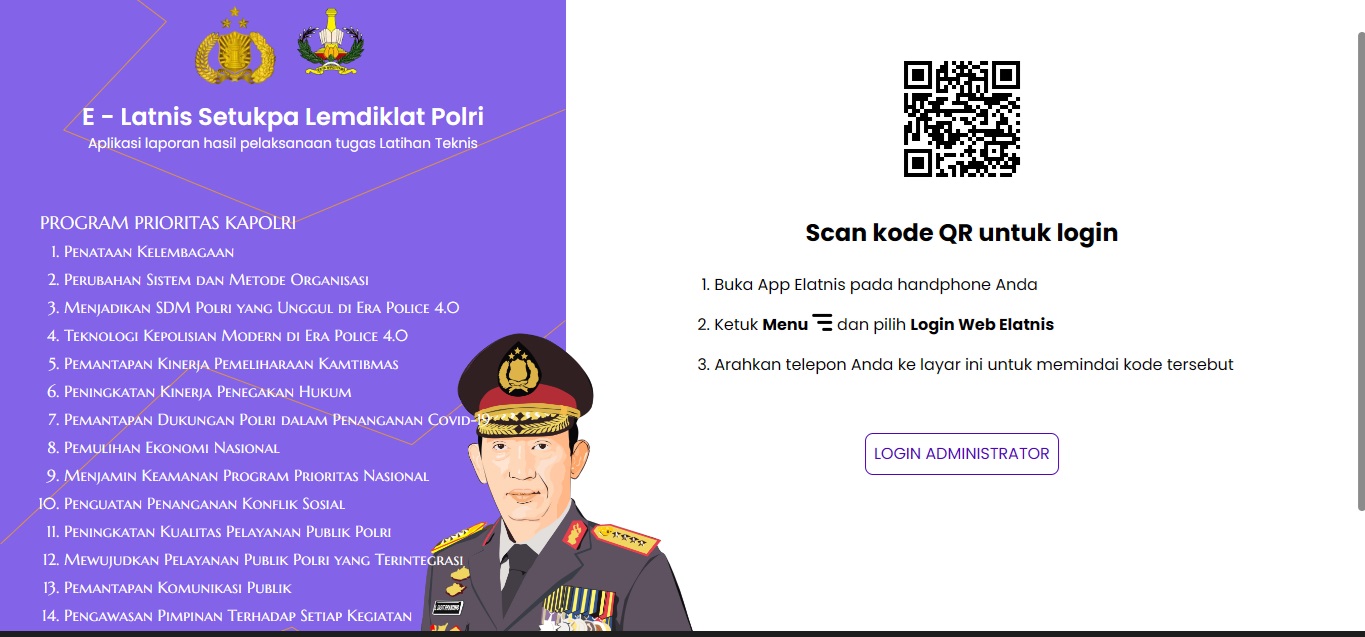 E - Latnis Setukpa Lemdiklat Polri
Aplikasi laporan hasil pelaksanaan tugas Latihan Teknis
PROGRAM PRIORITAS KAPOLRI
1. Penataan Kelembagaan
2. Perubahan Sistem dan Metode Organisasi
3. Menjadikan SDM Polri yang Unggul di Era Police 4.0
4. Teknologi Kepolisian Modern di Era Police 4.0
5. Pemantapan Kinerja Pemeliharaan Kamtibmas
6. Peningkatan Kinerja Penegakan Hukum
7. Pemantapan Dukungan Polri dalam Penanganan Covid-19
8. Pemulihan Ekonomi Nasional
9. Menjamin Keamanan Program Prioritas Nasional
10. Penguatan Penanganan Konflik Sosial
11. Peningkatan Kualitas Pelayanan Publik Polri
12. Mewujudkan Pelayanan Publik Polri yang Terintegrasi
13. Pemantapan Komunikasi Publik
14. Pengawasan Pimpinan Terhadap Setiap Kegiatan
Scan kode QR untuk login
1. Buka App Elatnis pada handphone Anda
2. Ketuk Menu dan pilih Login Web Elatnis
3. Arahkan telepon Anda ke layar ini untuk memindai kode tersebut
LOGIN ADMINISTRATOR